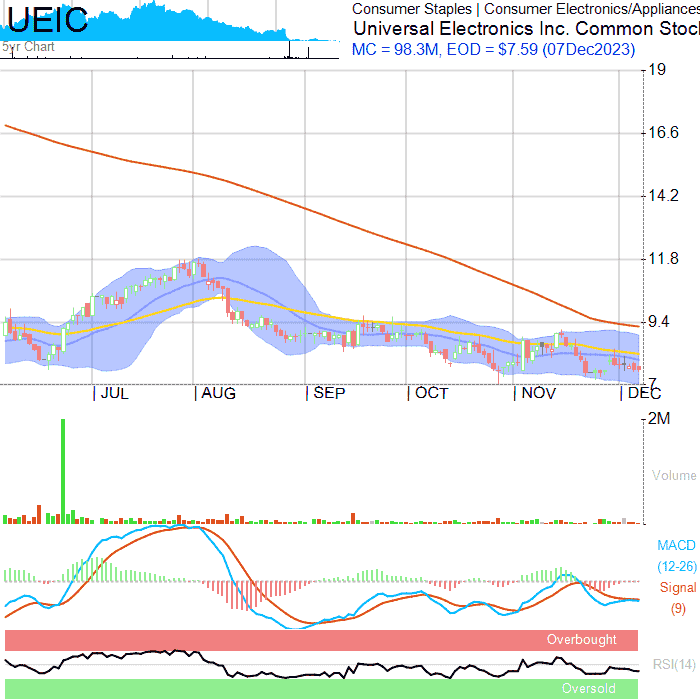 UEIC
5yr Chart
Consumer Staples | Consumer Electronics/Appliances
Universal Electronics Inc. Common Stoc
MC = 98.3M, EOD = $7.59 (07Dec2023)
19
16.6
14.2
11.8
9.4
7
JUL AUG SEP OCT NOV DEC
2M
Volume
MACD
(12-26)
Signal
(9)
Overbought
RSI(14)
Oversold